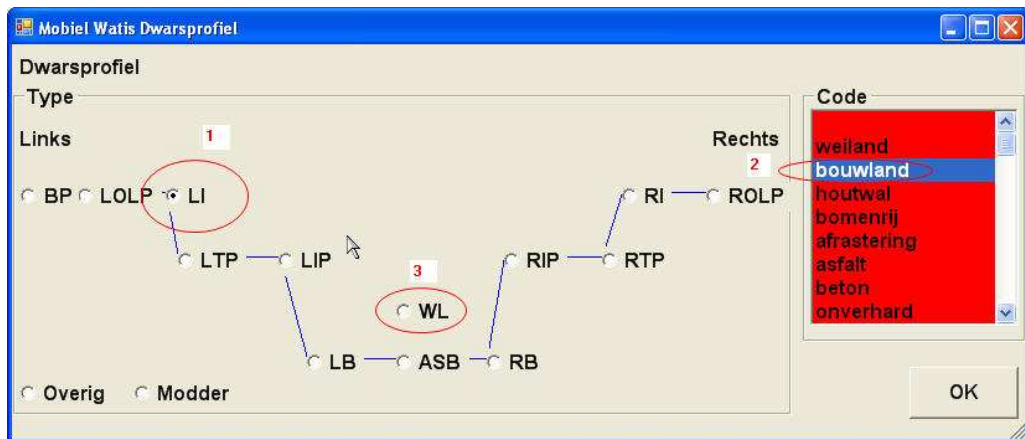 Mobiel Watis Dwarsprofiel
Dwarsprofiel
Type
Code
Links
1
Rechts
2
BP LOLP LI
RI ROLP
LTP LIP
RIP RTP
3
WL
LB ASB RB
Overig Modder
weiland
bouwland
houtwal
bomenrij
afrastering
asfalt
beton
onverhard
OK